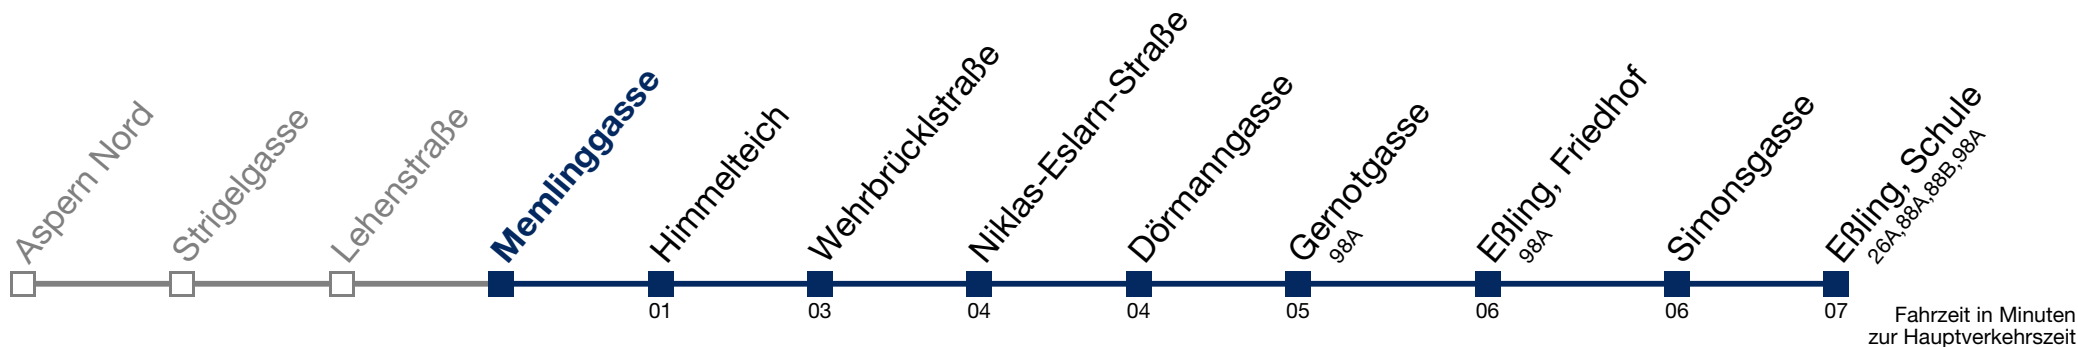 Aspern Nord
Strigelgasse
Lehenstraße
Memlinggasse
Himmelteich
Wehrbrücklstraße
Niklas-Eslarn-Straße
Dörmanngasse
Gernotgasse
98A
Eßling, Friedhof
98A
Simonsgasse
Eßling, Schule
26A,88A,88B,98A
01
03
04
04
05
06
06
07
Fahrzeit in Minuten
zur Hauptverkehrszeit